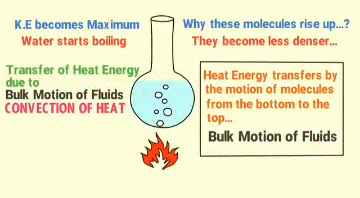 K.E becomes Maximum
Water starts boiling
Why these molecules rise up...?
They become less denser...
Transfer of Heat Energy
due to
Bulk Motion of Fluids
CONVECTION OF HEAT
Heat Energy transfers by
the motion of molecules
from the bottom to the
top...
Bulk Motion of Fluids